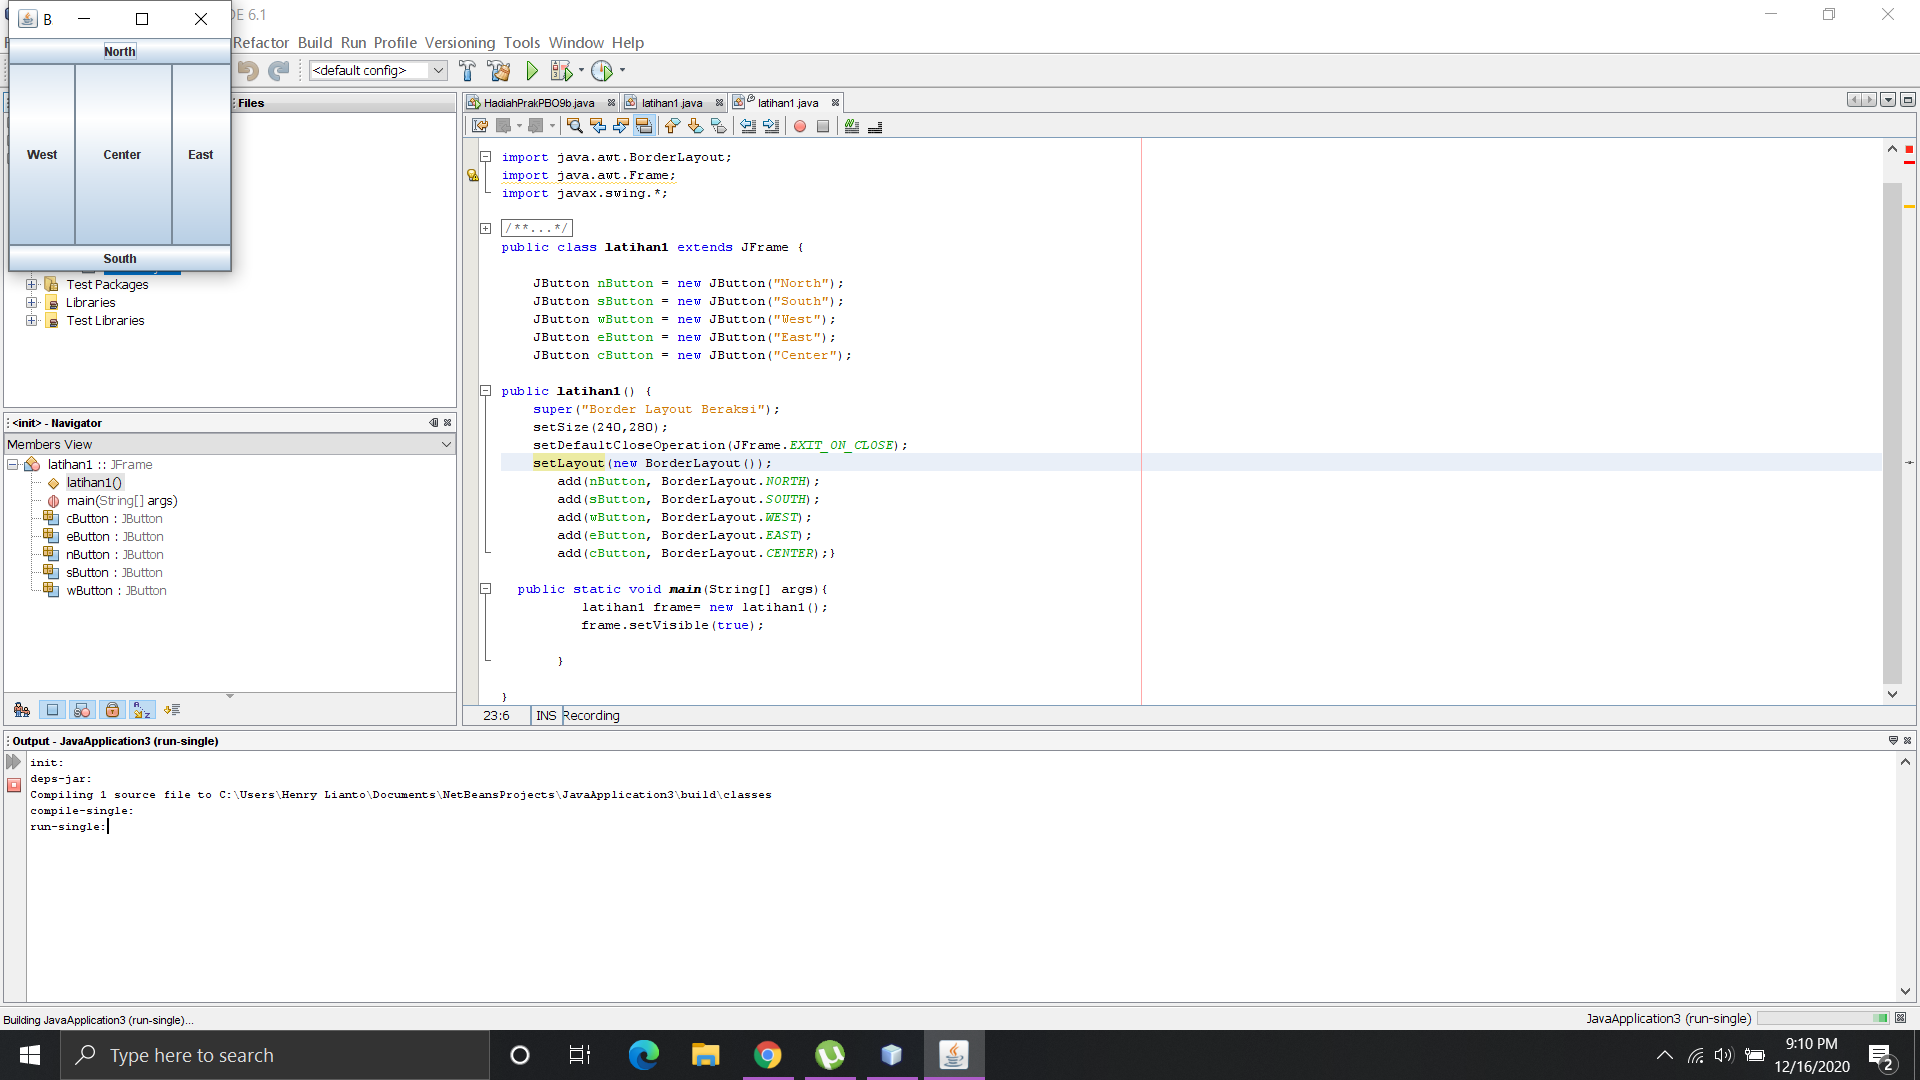 B
DE 6.1
Refactor Build Run Profile Versioning Tools Window Help
North
West Center East
South
<default config>
Files
Test Packages
Libraries
Test Libraries
<init> - Navigator
Members View
latihan1 :: JFrame
latihan1()
main(String[] args)
cButton : JButton
eButton : JButton
nButton : JButton
sButton : JButton
wButton : JButton
HadiahPrakPBO9b.java latihan1.java latihan1.java
import java.awt.BorderLayout;
import java.awt.Frame;
import javax.swing.*;
/**...*/
public class latihan1 extends JFrame {
JButton nButton = new JButton("North");
JButton sButton = new JButton("South");
JButton wButton = new JButton("West");
JButton eButton = new JButton("East");
JButton cButton = new JButton("Center");
public latihan1() {
super("Border Layout Beraksi");
setSize(240,280);
setDefaultCloseOperation(JFrame.EXIT_ON_CLOSE);
setLayout(new BorderLayout());
add(nButton, BorderLayout.NORTH);
add(sButton, BorderLayout.SOUTH);
add(wButton, BorderLayout.WEST);
add(eButton, BorderLayout.EAST);
add(cButton, BorderLayout.CENTER);}
public static void main(String[] args){
latihan1 frame= new latihan1();
frame.setVisible(true);
}
}
23:6 INS Recording
Output - JavaApplication3 (run-single)
init:
deps-jar:
Compiling 1 source file to C:\Users\Henry Lianto\Documents\NetBeansProjects\JavaApplication3\build\classes
compile-single:
run-single:
Building JavaApplication3 (run-single)...
JavaApplication3 (run-single)
Type here to search
9:10 PM
12/16/2020
2